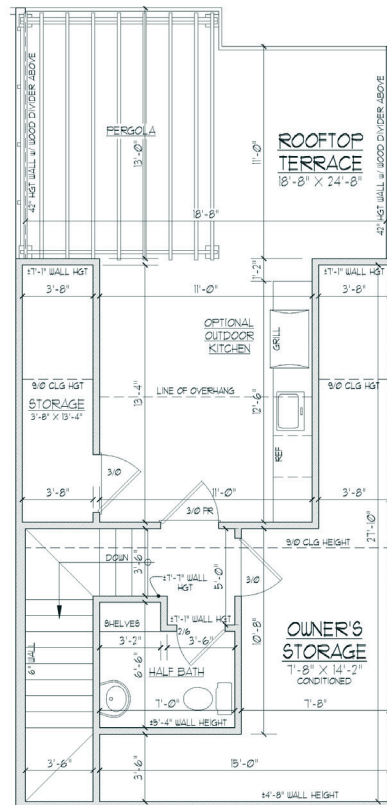 42" HGT WALL w/ WOOD DIVIDER ABOVE
PERGOLA
13'-0"
11'-0"
ROOFTOP
TERRACE
18'-8" X 24'-8"
42" HGT WALL w/ WOOD DIVIDER ABOVE
18'-8"
±7'-1" WALL HGT
3'-8"
11'-0"
11'-2"
±7'-1" WALL HGT
3'-8"
OPTIONAL
OUTDOOR
KITCHEN
GRILL
9/0 CLG HGT
STORAGE
3'-8" X 13'-4"
LINE OF OVERHANG
13'-4"
12'-6"
9/0 CLG HGT
REF
3/0
3'-8"
11'-0"
3'-8"
3/0 FR
27'-10"
9/0 CLG HEIGHT
DOWN
3'-6"
±7'-7" WALL
HGT
5'-0"
3/0
6" WALL
SHELVES
±7'-1" WALL HGT
2/6
3'-2"
3'-6"
10'-8"
OWNER'S
STORAGE
7'-8" X 14'-2"
CONDITIONED
6'-6"
HALF BATH
7'-0"
7'-8"
±5'-4" WALL HEIGHT
3'-6"
3'-6"
15'-0"
±4'-8" WALL HEIGHT